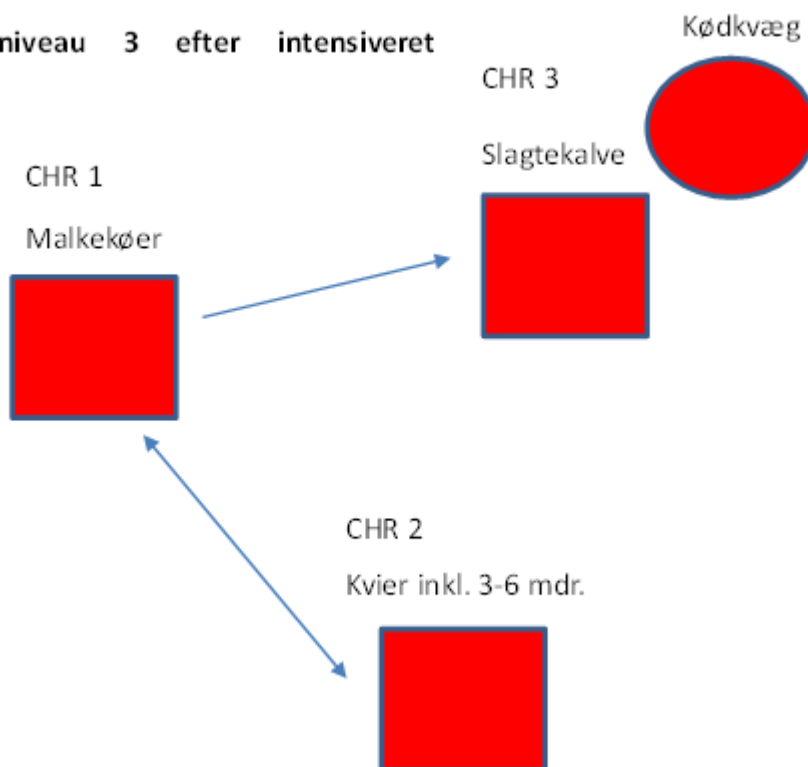 niveau 3 efter intensiveret
Kødkvæg
CHR 3
Slagtekalve
CHR 1
Malkekøer
CHR 2
Kvier inkl. 3-6 mdr.